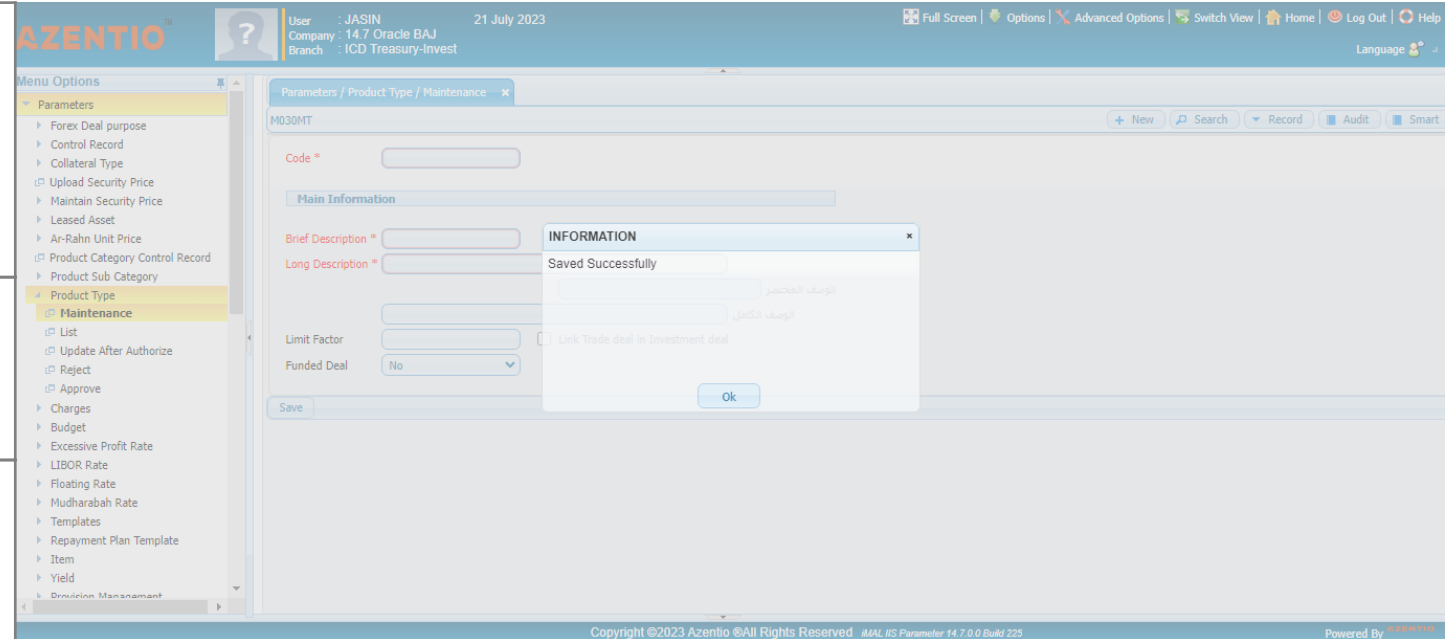 AZENTIO™
?
User : JASIN 21 July 2023
Company : 14.7 Oracle BAJ
Branch : ICD Treasury-Invest
Full Screen | Options | Advanced Options | Switch View | Home | Log Out | Help
Language
Menu Options
Parameters
Forex Deal purpose
Control Record
Collateral Type
Upload Security Price
Maintain Security Price
Leased Asset
Ar-Rahn Unit Price
Product Category Control Record
Product Sub Category
Product Type
Maintenance
List
Update After Authorize
Reject
Approve
Charges
Budget
Excessive Profit Rate
LIBOR Rate
Floating Rate
Mudharabah Rate
Templates
Repayment Plan Template
Item
Yield
Provision Management
Parameters / Product Type / Maintenance x
M030MT
+ New Search Record Audit Smart
Code *
Main Information
Brief Description *
Long Description *
الوصف المختصر
الوصف الكامل
Limit Factor
Link Trade deal in Investment deal
Funded Deal No
Save
INFORMATION x
Saved Successfully
Ok
Copyright ©2023 Azentio ®All Rights Reserved iMAL IIS Parameter 14.7.0.0 Build 225
Powered By AZENTIO